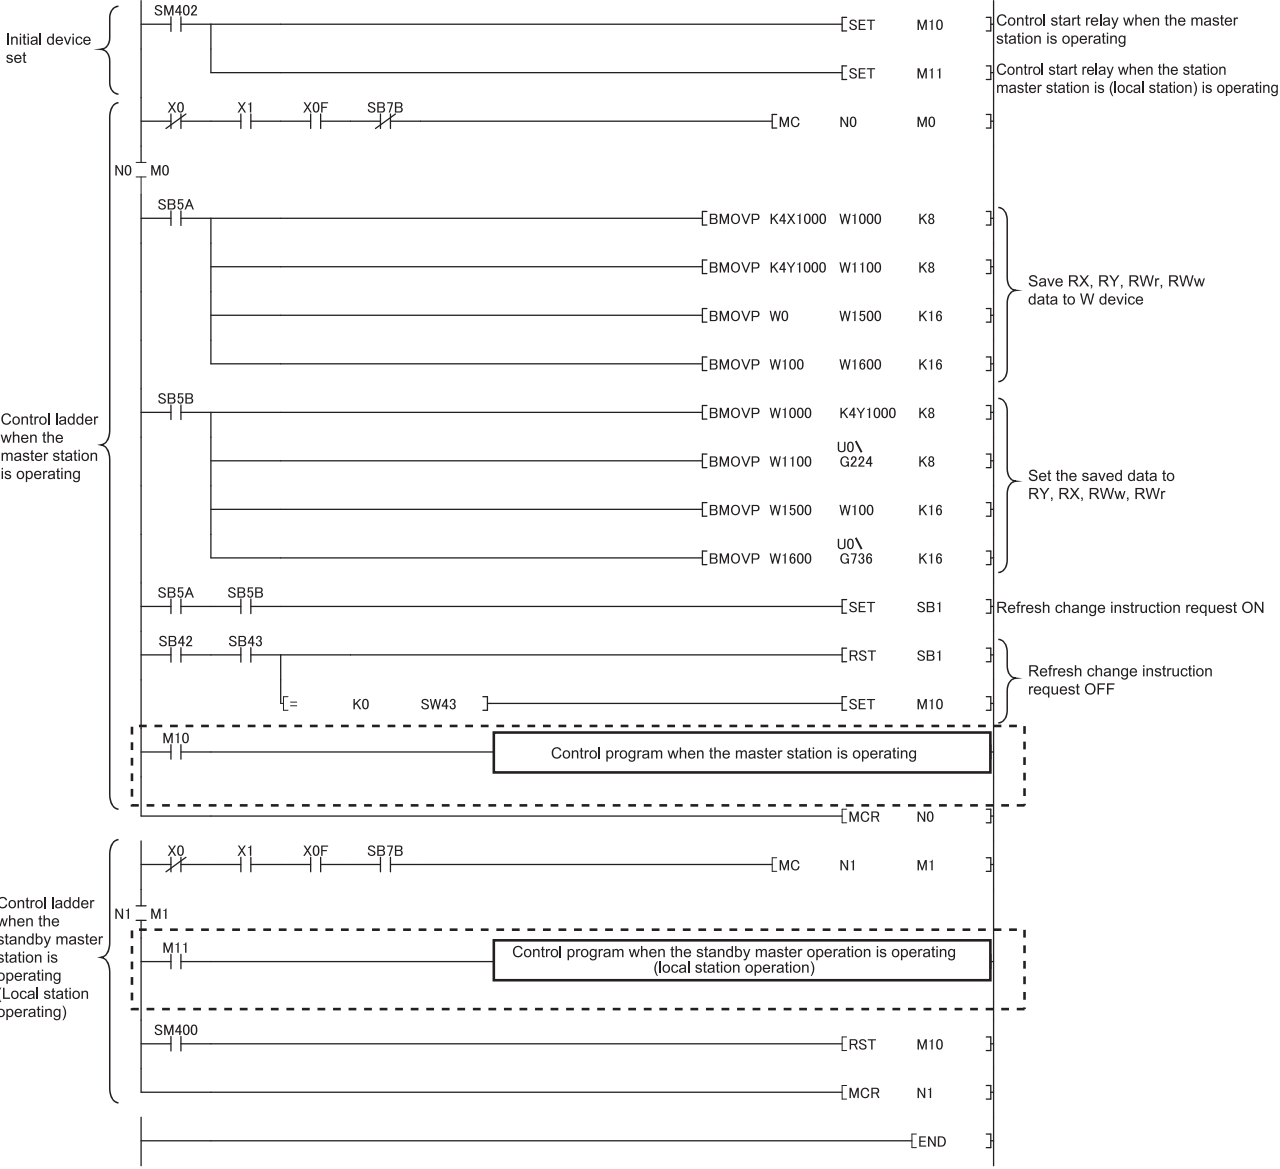 Initial device
set
SM402
[SET M10 ]
Control start relay when the master
station is operating
[SET M11 ]
Control start relay when the station
master station is (local station) is operating
Control ladder
when the
master station
is operating
X0 X1 X0F SB7B
[MC N0 M0 ]
N0 M0
SB5A
[BMOVP K4X1000 W1000 K8 ]
[BMOVP K4Y1000 W1100 K8 ]
[BMOVP W0 W1500 K16 ]
[BMOVP W100 W1600 K16 ]
Save RX, RY, RWr, RWw
data to W device
SB5B
[BMOVP W1000 K4Y1000 K8 ]
U0\
[BMOVP W1100 G224 K8 ]
[BMOVP W1500 W100 K16 ]
U0\
[BMOVP W1600 G736 K16 ]
Set the saved data to
RY, RX, RWw, RWr
SB5A SB5B
[SET SB1 ]
Refresh change instruction request ON
SB42 SB43
[RST SB1 ]
[= K0 SW43 ]
[SET M10 ]
Refresh change instruction
request OFF
M10
Control program when the master station is operating
[MCR N0 ]
Control ladder
when the
standby master
station is
operating
(Local station
operating)
X0 X1 X0F SB7B
[MC N1 M1 ]
N1 M1
M11
Control program when the standby master operation is operating
(local station operation)
SM400
[RST M10 ]
[MCR N1 ]
[END ]